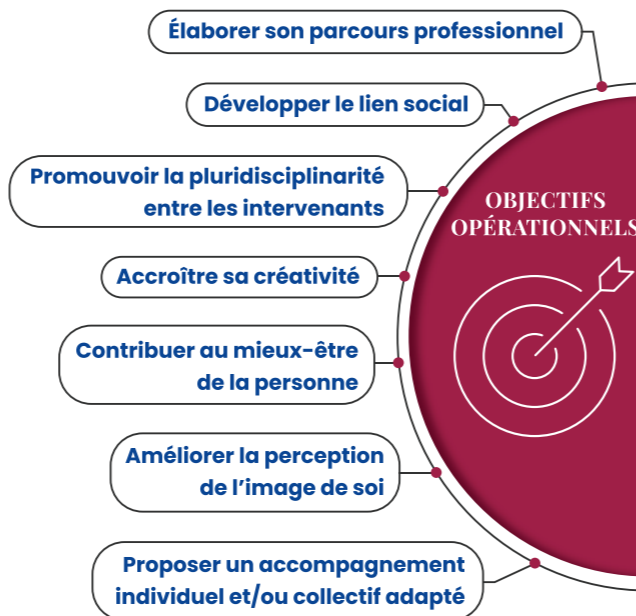 Élaborer son parcours professionnel
Développer le lien social
Promouvoir la pluridisciplinarité
entre les intervenants
Accroître sa créativité
Contribuer au mieux-être
de la personne
Améliorer la perception
de l'image de soi
Proposer un accompagnement
individuel et/ou collectif adapté
OBJECTIFS
OPÉRATIONNELS